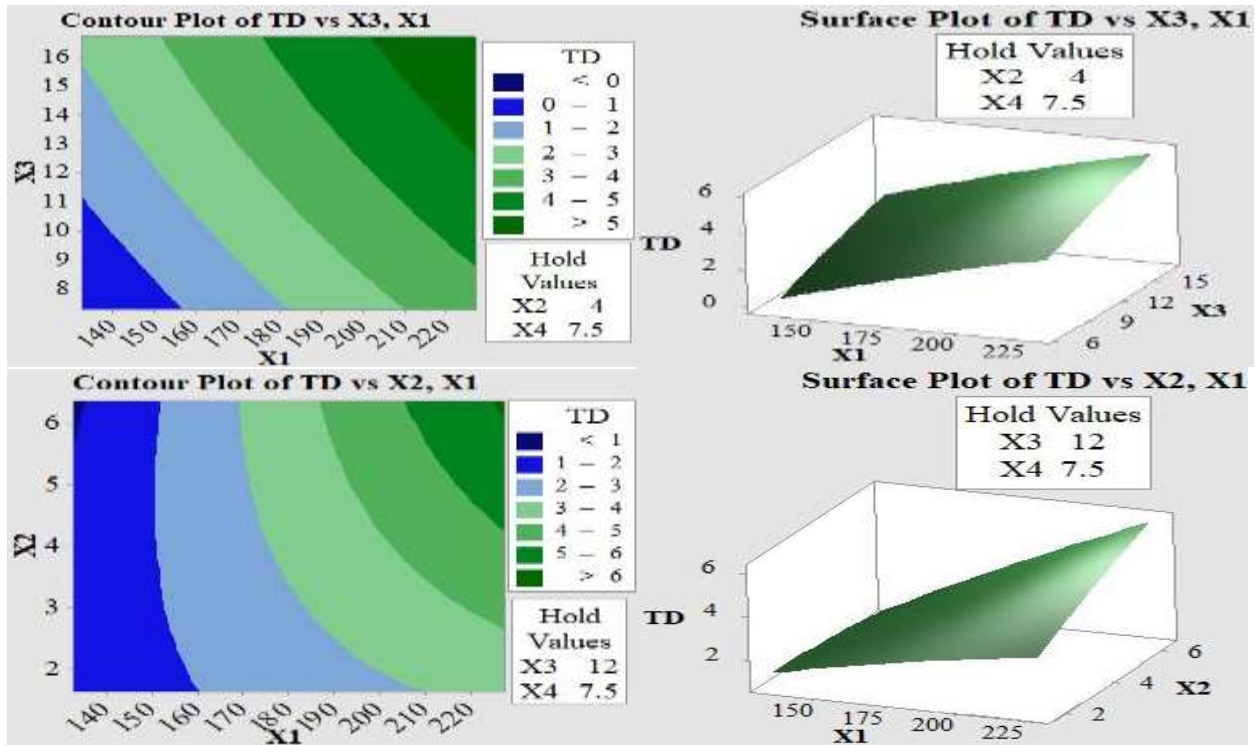 Contour Plot of TD vs X3, X1
16
15
14
13
12
11
10
9
8
X3
140 150 160 170 180 190 200 210 220
X1
TD
< 0
0 – 1
1 – 2
2 – 3
3 – 4
4 – 5
> 5
Hold
Values
X2 4
X4 7.5
Surface Plot of TD vs X3, X1
Hold Values
X2 4
X4 7.5
6
4
2
0
TD
150 175 200 225
X1
6 9 12 15
X3
Contour Plot of TD vs X2, X1
6
5
4
3
2
X2
140 150 160 170 180 190 200 210 220
X1
TD
< 1
1 – 2
2 – 3
3 – 4
4 – 5
5 – 6
> 6
Hold
Values
X3 12
X4 7.5
Surface Plot of TD vs X2, X1
Hold Values
X3 12
X4 7.5
6
4
2
TD
150 175 200 225
X1
2 4 6
X2